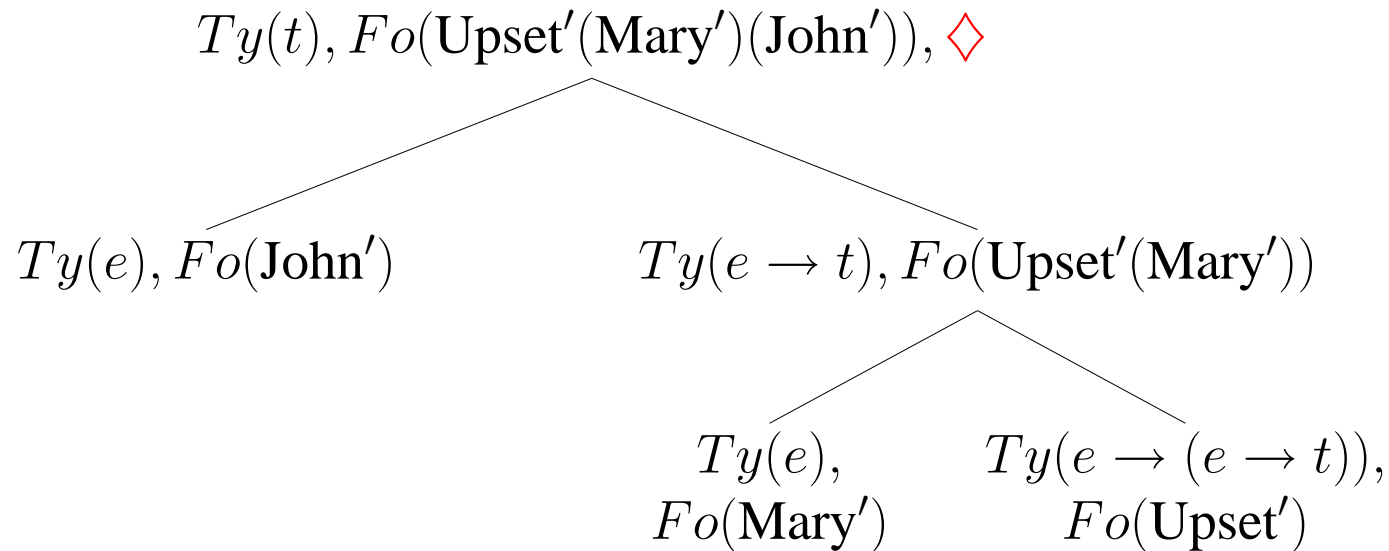 Ty(t), Fo(Upset′(Mary′)(John′)), ♢
Ty(e), Fo(John′)
Ty(e → t), Fo(Upset′(Mary′))
Ty(e),
Fo(Mary′)
Ty(e → (e → t)),
Fo(Upset′)